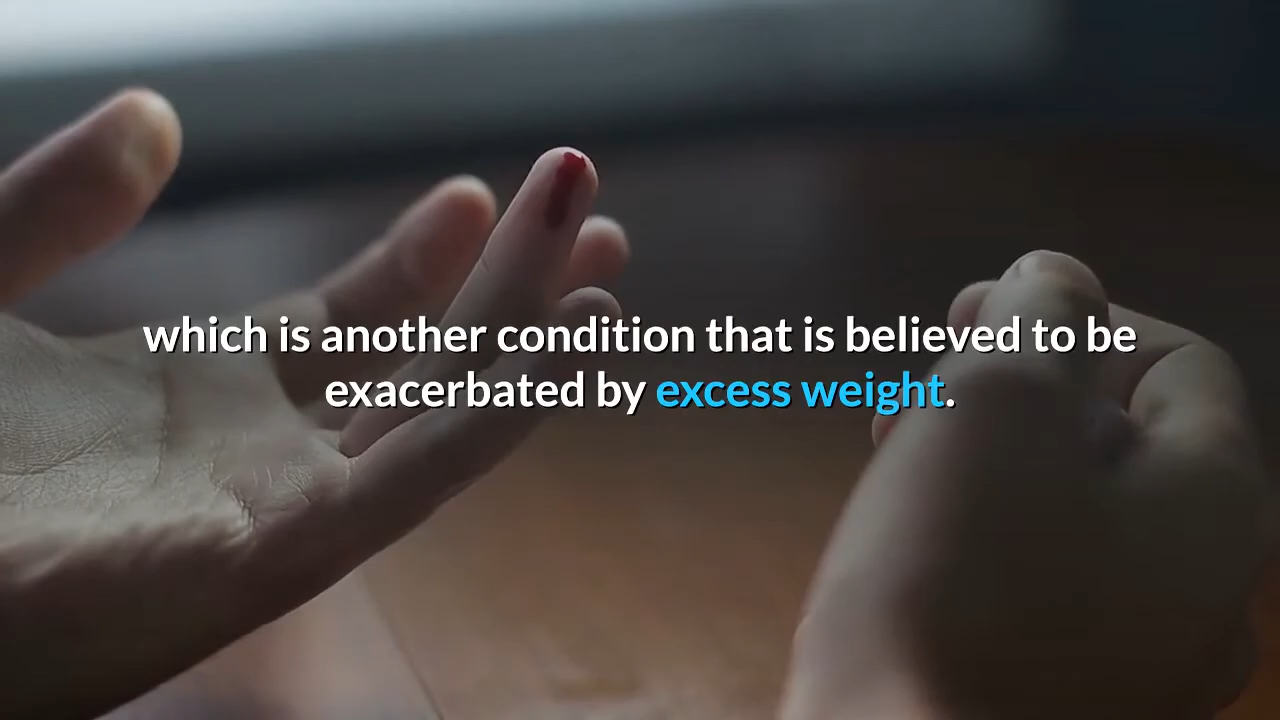 which is another condition that is believed to be
exacerbated by excess weight.